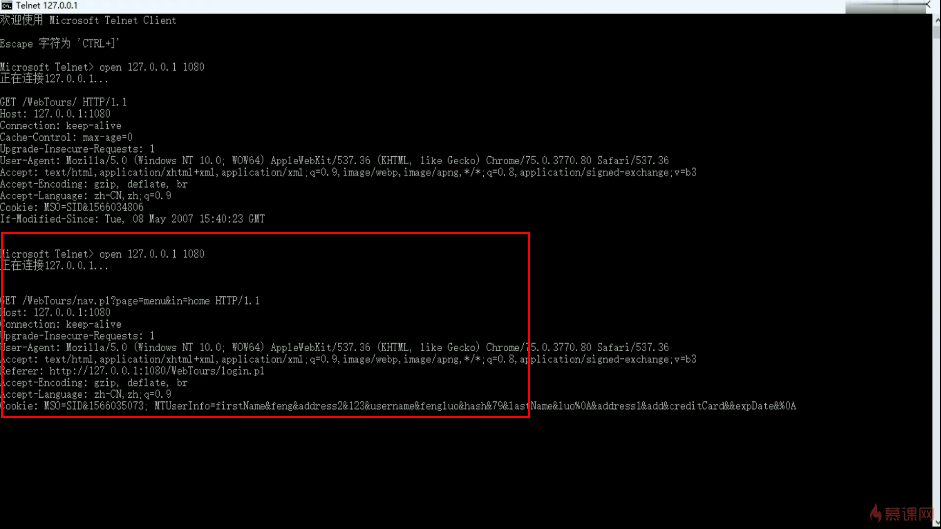 Telnet 127.0.0.1
欢迎使用 Microsoft Telnet Client
Escape 字符为 'CTRL+]'
Microsoft Telnet> open 127.0.0.1 1080
正在连接127.0.0.1...
GET /WebTours/ HTTP/1.1
Host: 127.0.0.1:1080
Connection: keep-alive
Cache-Control: max-age=0
Upgrade-Insecure-Requests: 1
User-Agent: Mozilla/5.0 (Windows NT 10.0; WOW64) AppleWebKit/537.36 (KHTML, like Gecko) Chrome/75.0.3770.80 Safari/537.36
Accept: text/html,application/xhtml+xml,application/xml;q=0.9,image/webp,image/apng,*/*;q=0.8,application/signed-exchange;v=b3
Accept-Encoding: gzip, deflate, br
Accept-Language: zh-CN,zh;q=0.9
Cookie: MSO=SID&1566034806
If-Modified-Since: Tue, 08 May 2007 15:40:23 GMT
Microsoft Telnet> open 127.0.0.1 1080
正在连接127.0.0.1...
GET /WebTours/nav.pl?page=menu&in=home HTTP/1.1
Host: 127.0.0.1:1080
Connection: keep-alive
Upgrade-Insecure-Requests: 1
User-Agent: Mozilla/5.0 (Windows NT 10.0; WOW64) AppleWebKit/537.36 (KHTML, like Gecko) Chrome/75.0.3770.80 Safari/537.36
Accept: text/html,application/xhtml+xml,application/xml;q=0.9,image/webp,image/apng,*/*;q=0.8,application/signed-exchange;v=b3
Referer: http://127.0.0.1:1080/WebTours/login.pl
Accept-Encoding: gzip, deflate, br
Accept-Language: zh-CN,zh;q=0.9
Cookie: MSO=SID&1566035073; MTUserInfo=firstName&feng&address2&123&username&fengluo&hash&79&lastName&luo%0A&address1&add&creditCard&&expDate&%0A
慕课网